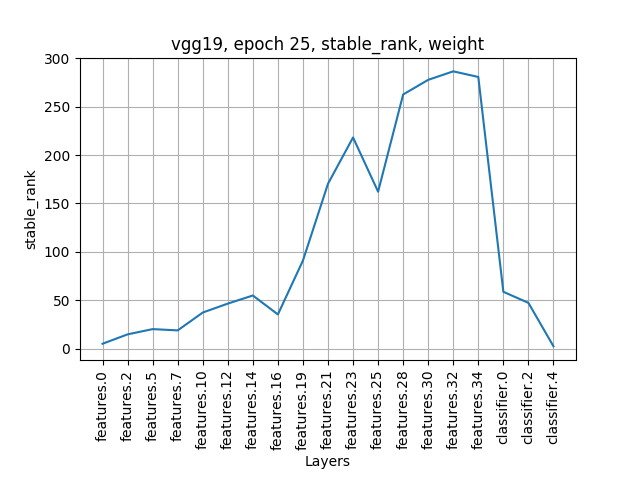 vgg19, epoch 25, stable_rank, weight
300
250
200
150
100
50
0
stable_rank
features.0
features.2
features.5
features.7
features.10
features.12
features.14
features.16
features.19
features.21
features.23
features.25
features.28
features.30
features.32
features.34
classifier.0
classifier.2
classifier.4
Layers